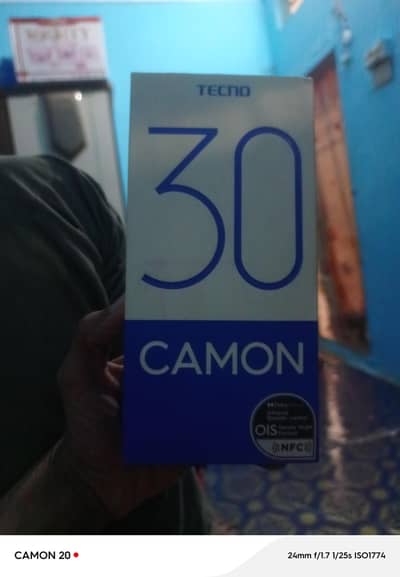 TECNO
30
CAMON
OIS
NFC
CAMON 20
24mm f/1.7 1/25s ISO1774